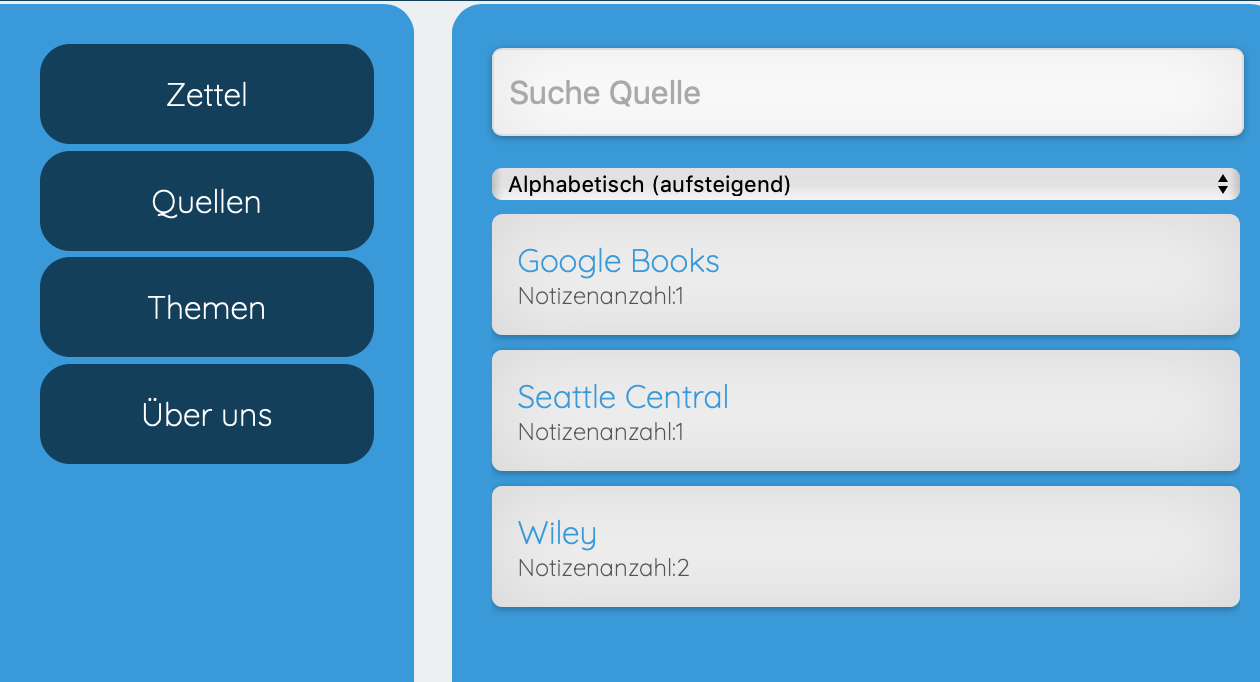 Zettel
Quellen
Themen
Über uns
Suche Quelle
Alphabetisch (aufsteigend)
Google Books
Notizenanzahl:1
Seattle Central
Notizenanzahl:1
Wiley
Notizenanzahl:2